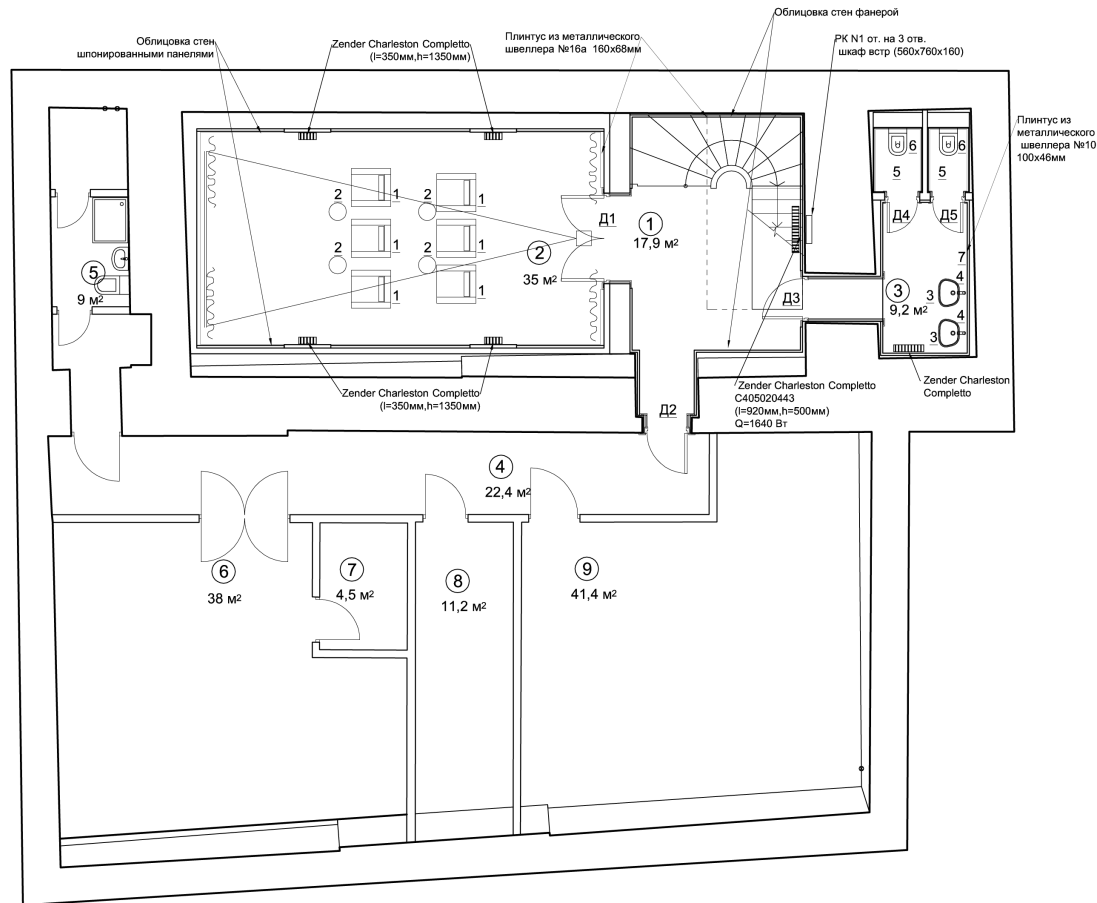 Облицовка стен фанерой
Облицовка стен
шпонированными панелями
Zender Charleston Completto
(l=350мм,h=1350мм)
Плинтус из металлического
швеллера №16а 160х68мм
РК N1 от. на 3 отв.
шкаф встр (560х760х160)
Плинтус из
металлического
швеллера №10
100х46мм
6
6
5
5
2
1
2
1
Д1
1
17,9 м²
Д4
Д5
2
1
2
1
2
35 м²
7
5
9 м²
1
1
Д3
3
9,2 м²
4
3
4
3
Zender Charleston Completto
(l=350мм,h=1350мм)
Zender Charleston Completto
C405020443
(l=920мм,h=500мм)
Q=1640 Вт
Zender Charleston
Completto
Д2
4
22,4 м²
6
38 м²
7
4,5 м²
8
11,2 м²
9
41,4 м²